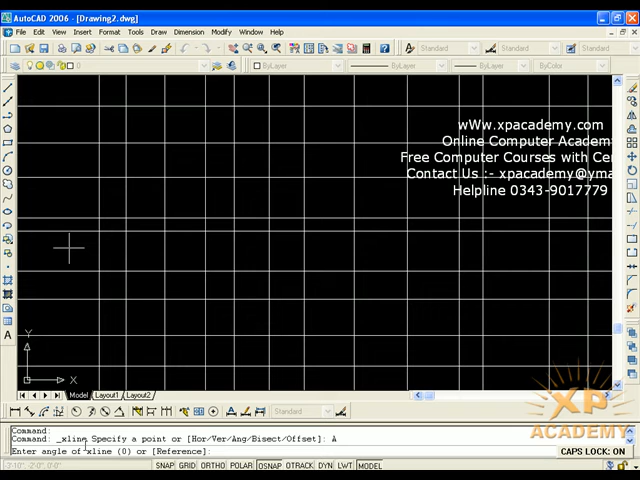 AutoCAD 2006 - [Drawing2.dwg]
File Edit View Insert Format Tools Draw Dimension Modify Window Help
Standard Standard Standard
ByLayer ByLayer ByLayer ByColor
wWw.xpacademy.com
Online Computer Academ
Free Computer Courses with Cer
Contact Us :- xpacademy@yma
Helpline 0343-9017779
Y
X
Model Layout1 Layout2
Standard
Command:
Command: _xline Specify a point or [Hor/Ver/Ang/Bisect/Offset]: A
Enter angle of xline (0) or [Reference]:
XP
ACADEMY
CAPS LOCK: ON
SNAP GRID ORTHO POLAR OSNAP OTRACK DYN LWT MODEL